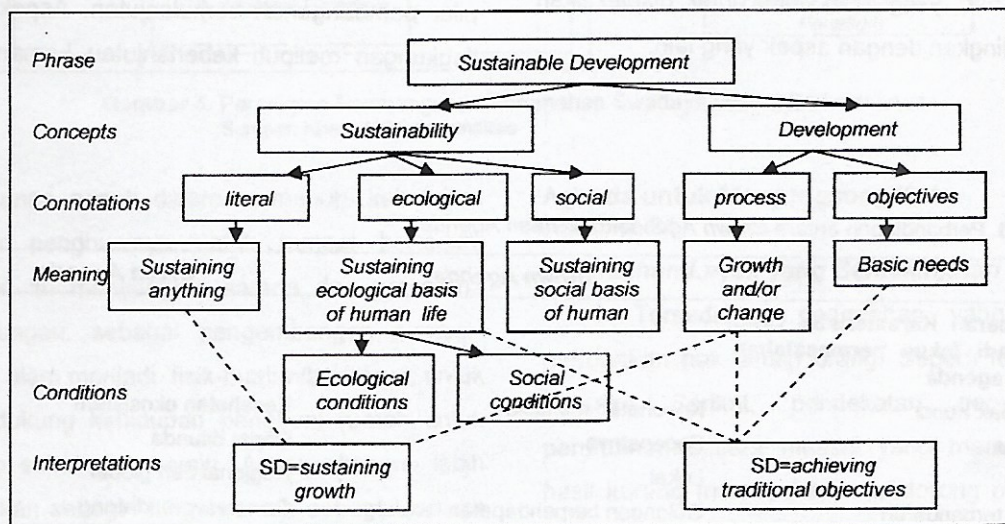 Phrase
Sustainable Development
Concepts
Sustainability
Development
Connotations
literal
ecological
social
process
objectives
Meaning
Sustaining
anything
Sustaining
ecological basis
of human life
Sustaining
social basis
of human
Growth
and/or
change
Basic needs
Conditions
Ecological
conditions
Social
conditions
Interpretations
SD=sustaining
growth
SD=achieving
traditional objectives